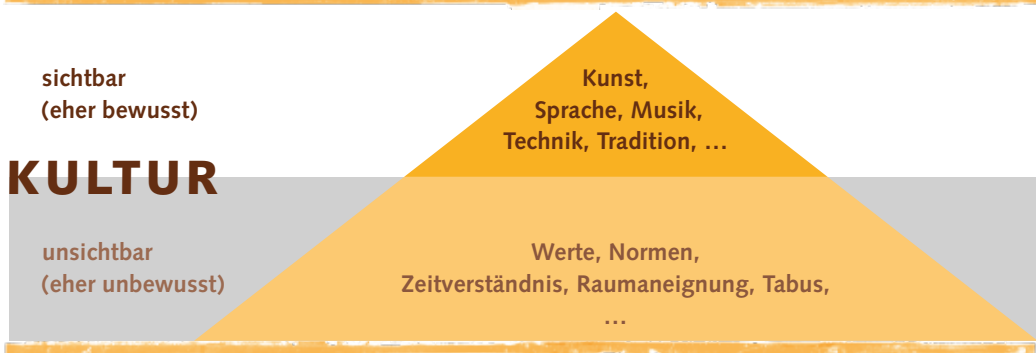 sichtbar
(eher bewusst)
Kunst,
Sprache, Musik,
Technik, Tradition, …
KULTUR
unsichtbar
(eher unbewusst)
Werte, Normen,
Zeitverständnis, Raumaneignung, Tabus,
…